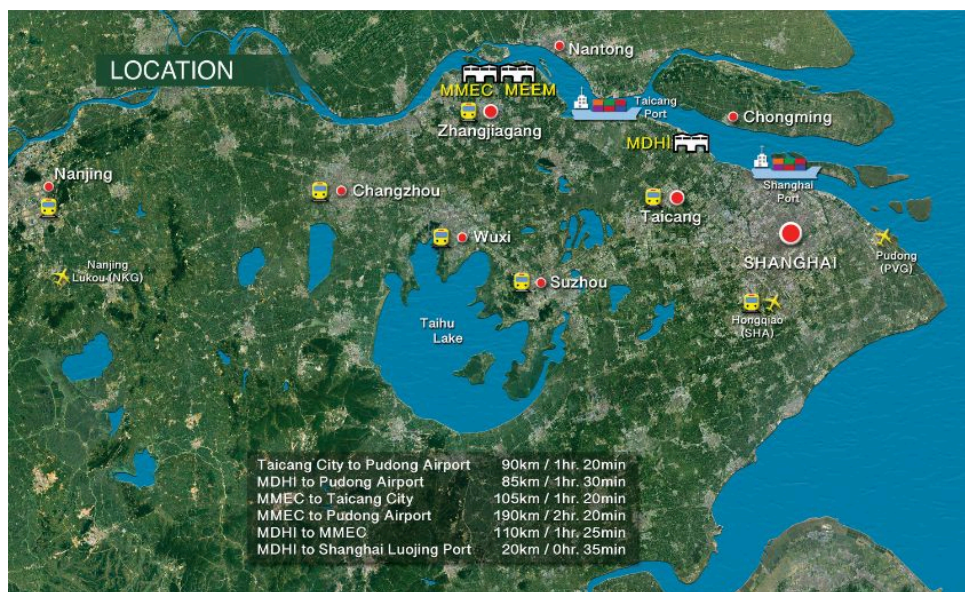 LOCATION
Nantong
MMEC MEEM
Zhangjiagang
Taicang
Port
Chongming
MDHI
Shanghai
Port
Nanjing
Changzhou
Taicang
Wuxi
SHANGHAI
Pudong
(PVG)
Nanjing
Lukou (NKG)
Suzhou
Hongqiao
(SHA)
Taihu
Lake
Taicang City to Pudong Airport 90km / 1hr. 20min
MDHI to Pudong Airport 85km / 1hr. 30min
MMEC to Taicang City 105km / 1hr. 20min
MMEC to Pudong Airport 190km / 2hr. 20min
MDHI to MMEC 110km / 1hr. 25min
MDHI to Shanghai Luojing Port 20km / 0hr. 35min